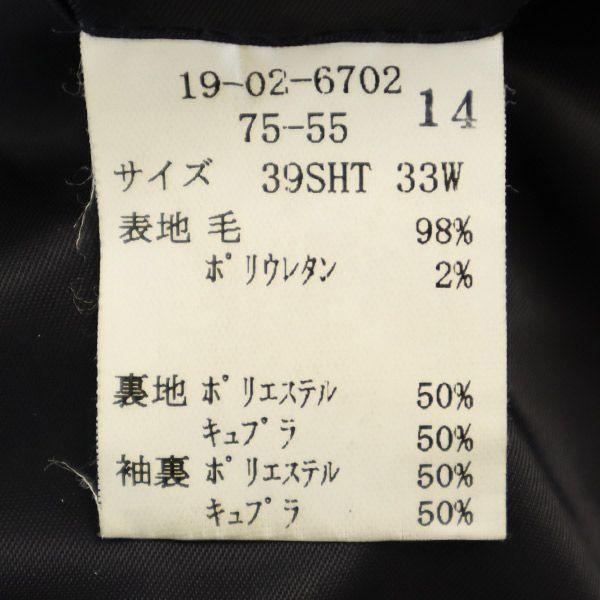 19-02-6702
75-55 14
サイズ 39SHT 33W
表地 毛 98%
ポリウレタン 2%
裏地 ポリエステル 50%
キュプラ 50%
袖裏 ポリエステル 50%
キュプラ 50%